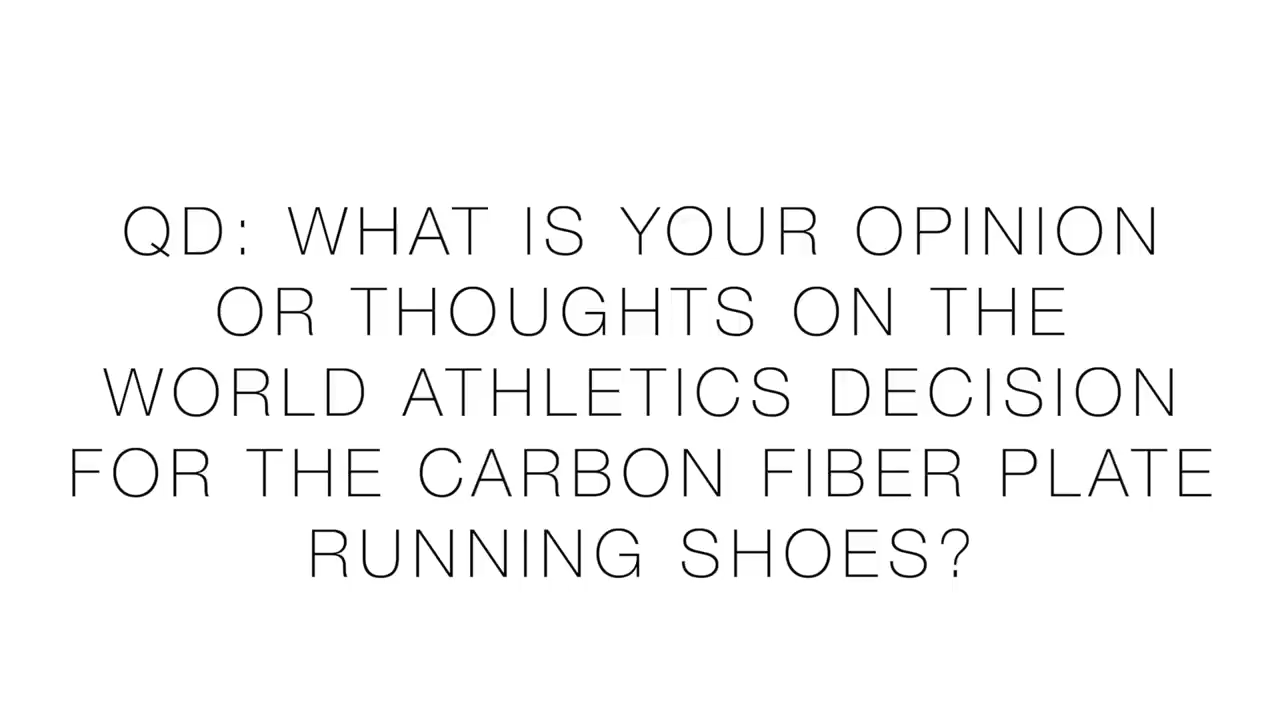 QD: WHAT IS YOUR OPINION
OR THOUGHTS ON THE
WORLD ATHLETICS DECISION
FOR THE CARBON FIBER PLATE
RUNNING SHOES?